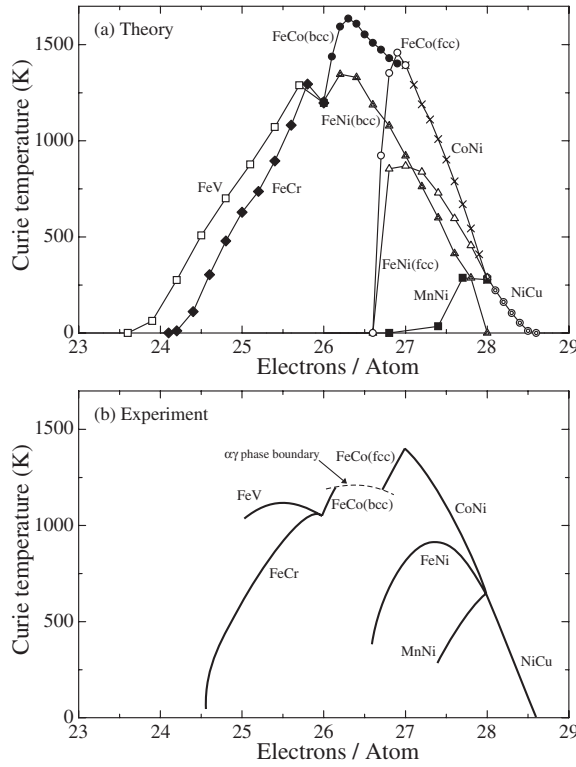 (a) Theory
FeCo(bcc)
FeCo(fcc)
FeNi(bcc)
FeV
FeCr
CoNi
FeNi(fcc)
MnNi
NiCu
Curie temperature (K)
1500
1000
500
0
23 24 25 26 27 28 29
Electrons / Atom
(b) Experiment
αγ phase boundary
FeCo(fcc)
FeCo(bcc)
FeV
FeCr
CoNi
FeNi
MnNi
NiCu
Curie temperature (K)
1500
1000
500
0
23 24 25 26 27 28 29
Electrons / Atom